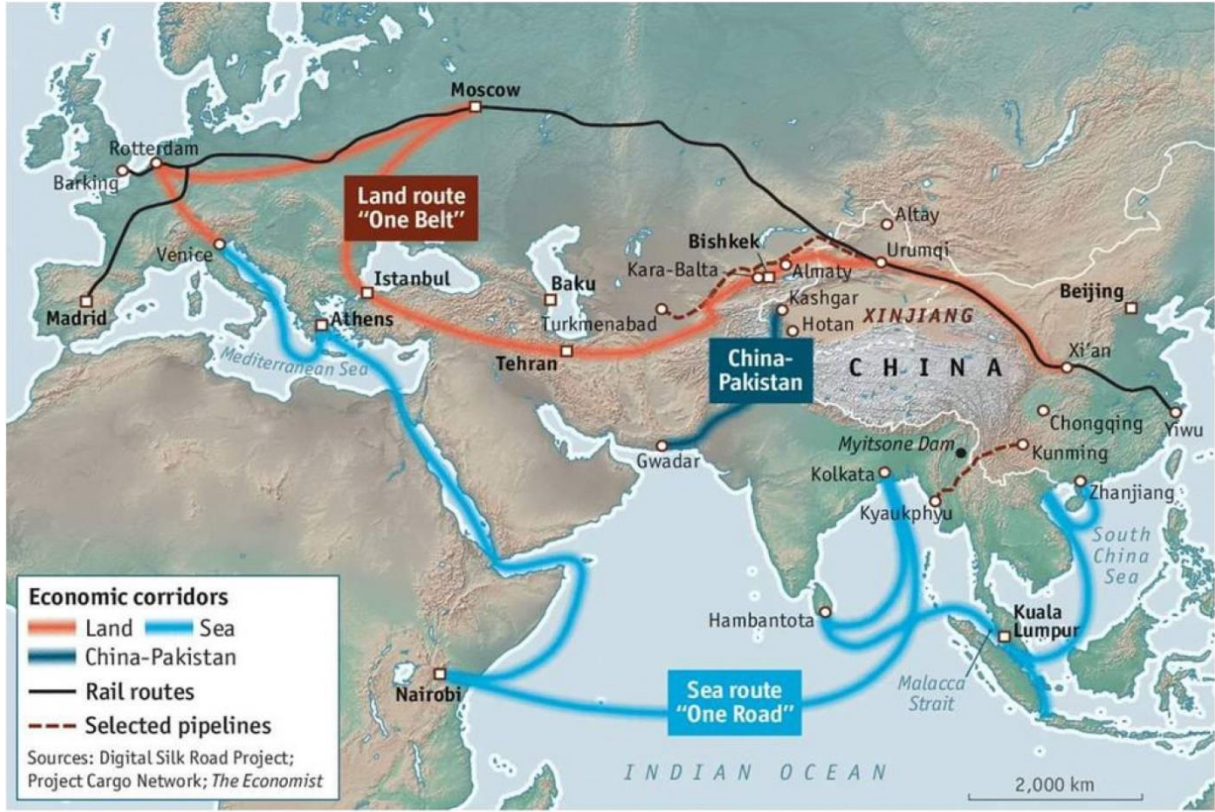 Moscow
Rotterdam
Barking
Land route
“One Belt”
Altay
Venice
Bishkek
Urumqi
Kara-Balta
Almaty
Istanbul
Baku
Kashgar
Beijing
Madrid
Athens
Turkmenabad
Hotan
XINJIANG
Mediterranean Sea
Tehran
China-
Pakistan
CHINA
Xi’an
Chongqing
Yiwu
Myitsone Dam
Kunming
Gwadar
Kolkata
Zhanjiang
Kyaukphyu
South
China
Sea
Economic corridors
Land
Sea
China-Pakistan
Rail routes
Selected pipelines
Sources: Digital Silk Road Project;
Project Cargo Network; The Economist
Hambantota
Kuala
Lumpur
Nairobi
Sea route
“One Road”
Malacca
Strait
INDIAN OCEAN
2,000 km